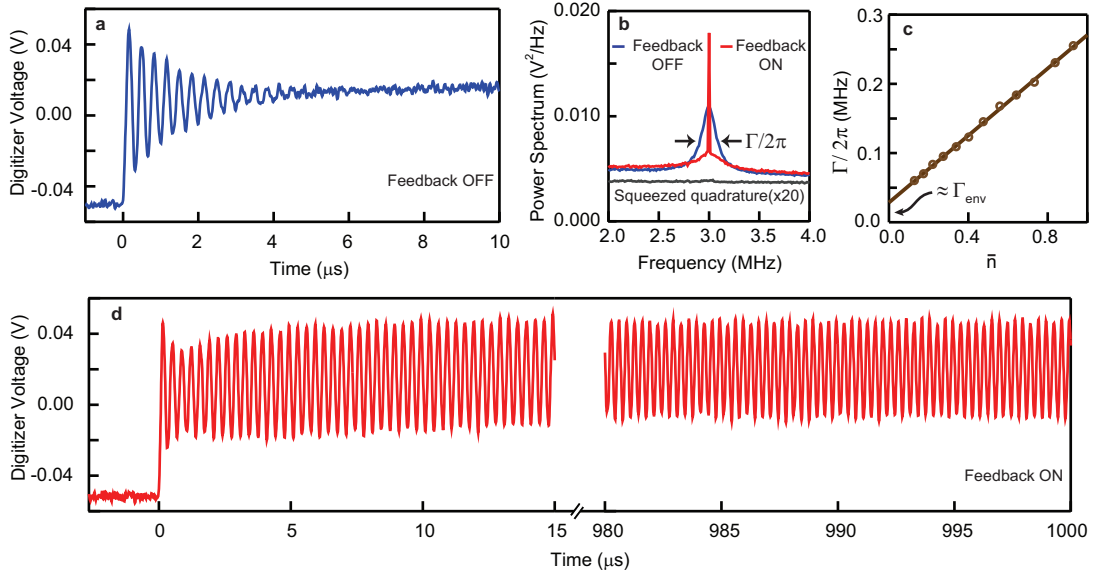 a
Digitizer Voltage (V)
0.04
0.00
-0.04
Feedback OFF
0 2 4 6 8 10
Time (μs)
b
Power Spectrum (V²/Hz)
0.020
0.015
0.010
0.005
0.000
Feedback OFF
Feedback ON
Γ/2π
Squeezed quadrature(x20)
2.0 2.5 3.0 3.5 4.0
Frequency (MHz)
c
Γ/ 2π (MHz)
0.3
0.2
0.1
0.0
≈ Γenv
0 0.4 0.8
n̄
d
Digitizer Voltage (V)
0.04
0.00
-0.04
Feedback ON
0 5 10 15 980 985 990 995 1000
Time (μs)